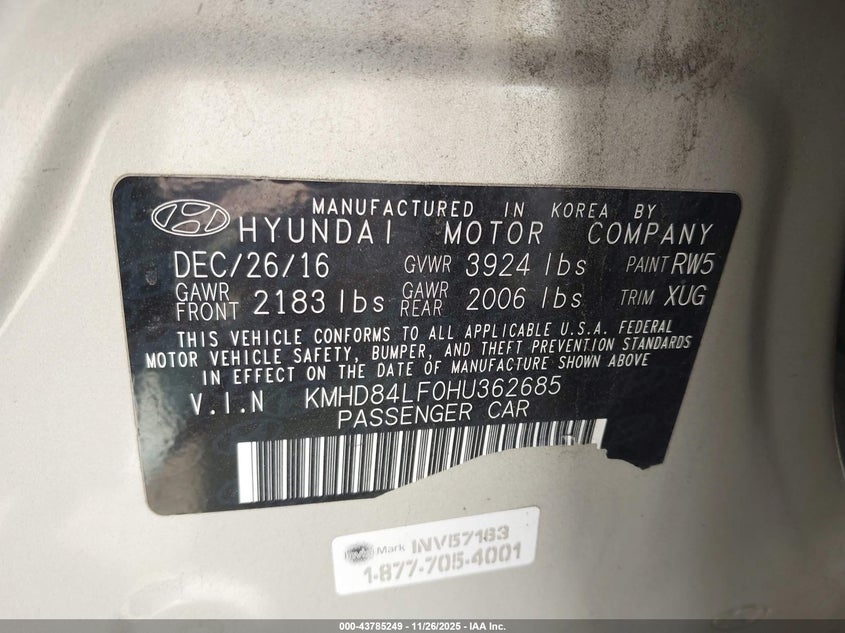 MANUFACTURED IN KOREA BY
HYUNDAI MOTOR COMPANY
DEC/26/16 GVWR 3924 lbs PAINT RW5
GAWR FRONT 2183 lbs GAWR REAR 2006 lbs TRIM XUG
THIS VEHICLE CONFORMS TO ALL APPLICABLE U.S.A. FEDERAL
MOTOR VEHICLE SAFETY, BUMPER, AND THEFT PREVENTION STANDARDS
IN EFFECT ON THE DATE OF MANUFACTURE SHOWN ABOVE
V.I.N KMHD84LF0HU362685
PASSENGER CAR
Mark INV57183
1-877-705-4001
000-43785249 - 11/26/2025 - IAA Inc.